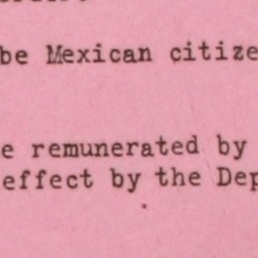 be Mexican citize
e remunerated by
effect by the Dep